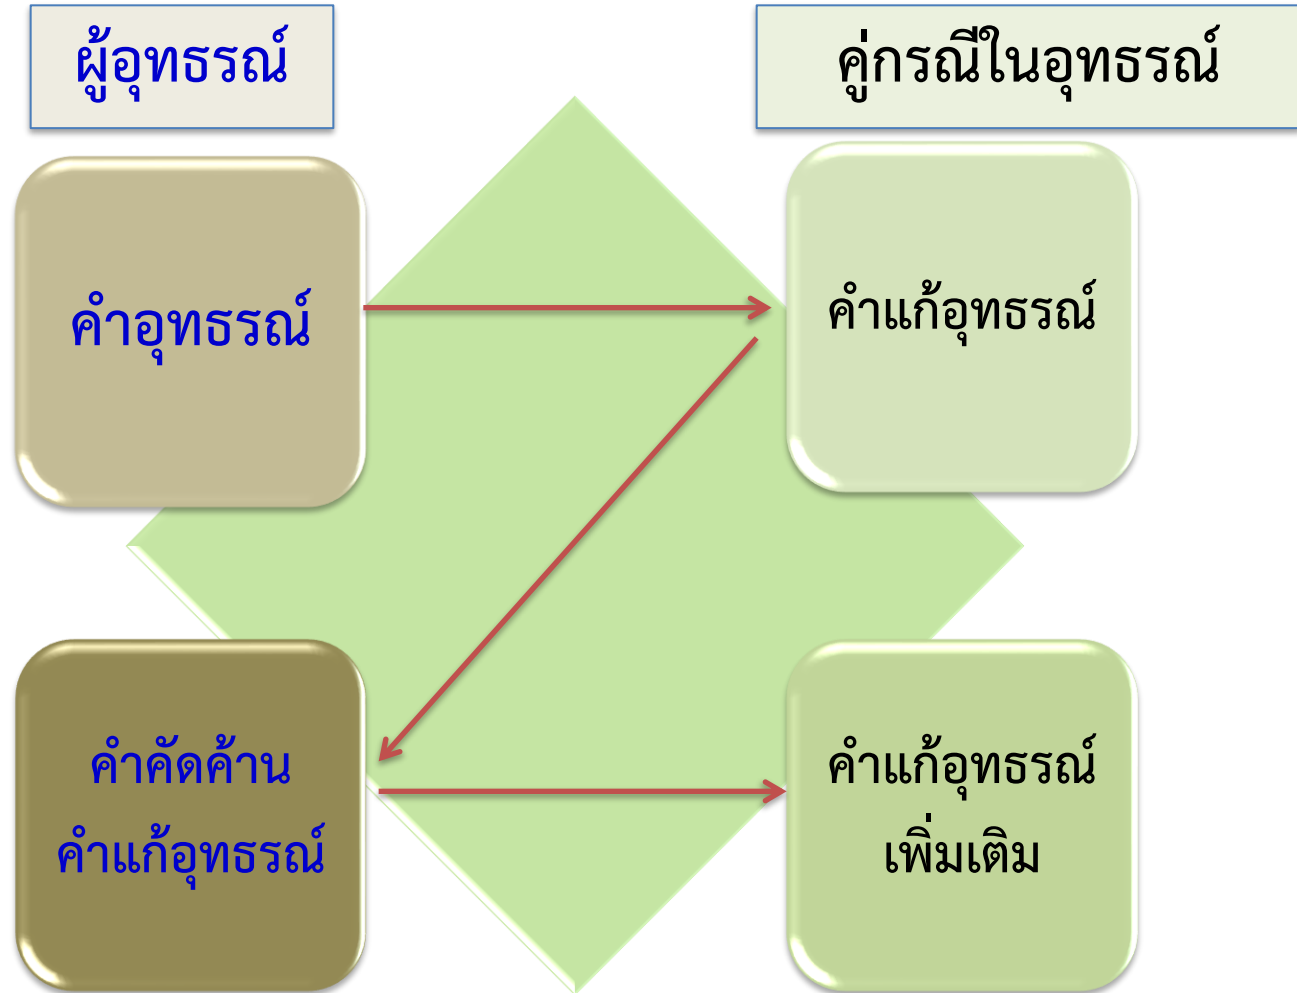 ผู้อุทธรณ์
คู่กรณีในอุทธรณ์
คำอุทธรณ์
คำแก้อุทธรณ์
คำคัดค้าน
คำแก้อุทธรณ์
คำแก้อุทธรณ์
เพิ่มเติม